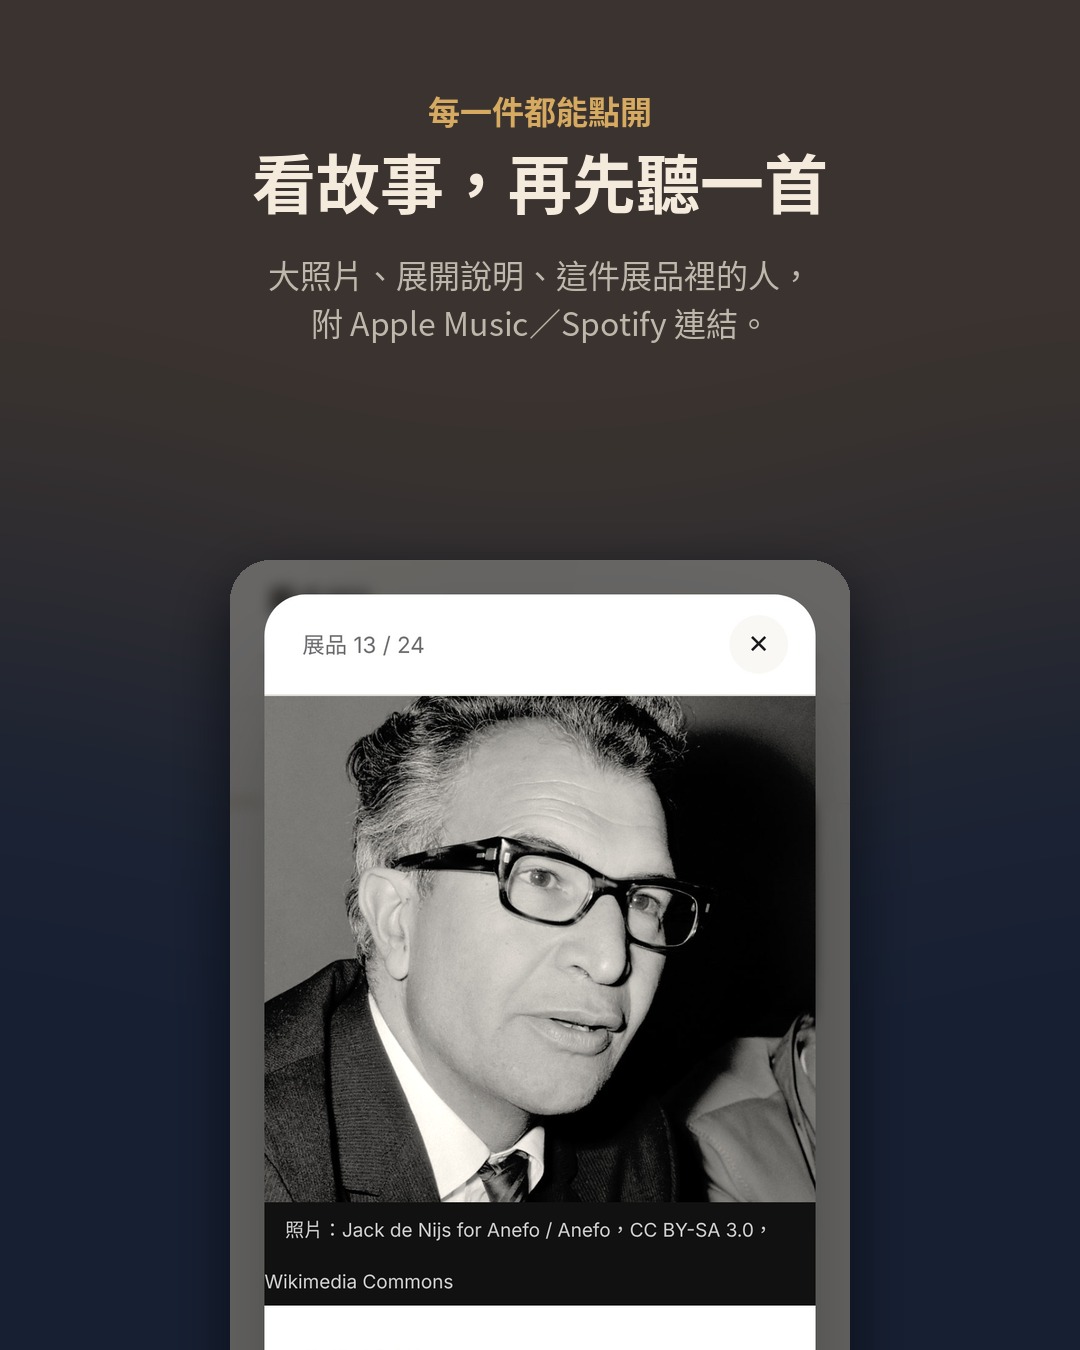 每一件都能點開
看故事，再先聽一首
大照片、展開說明、這件展品裡的人，
附 Apple Music／Spotify 連結。
展品 13 / 24
×
照片：Jack de Nijs for Anefo / Anefo，CC BY-SA 3.0，
Wikimedia Commons